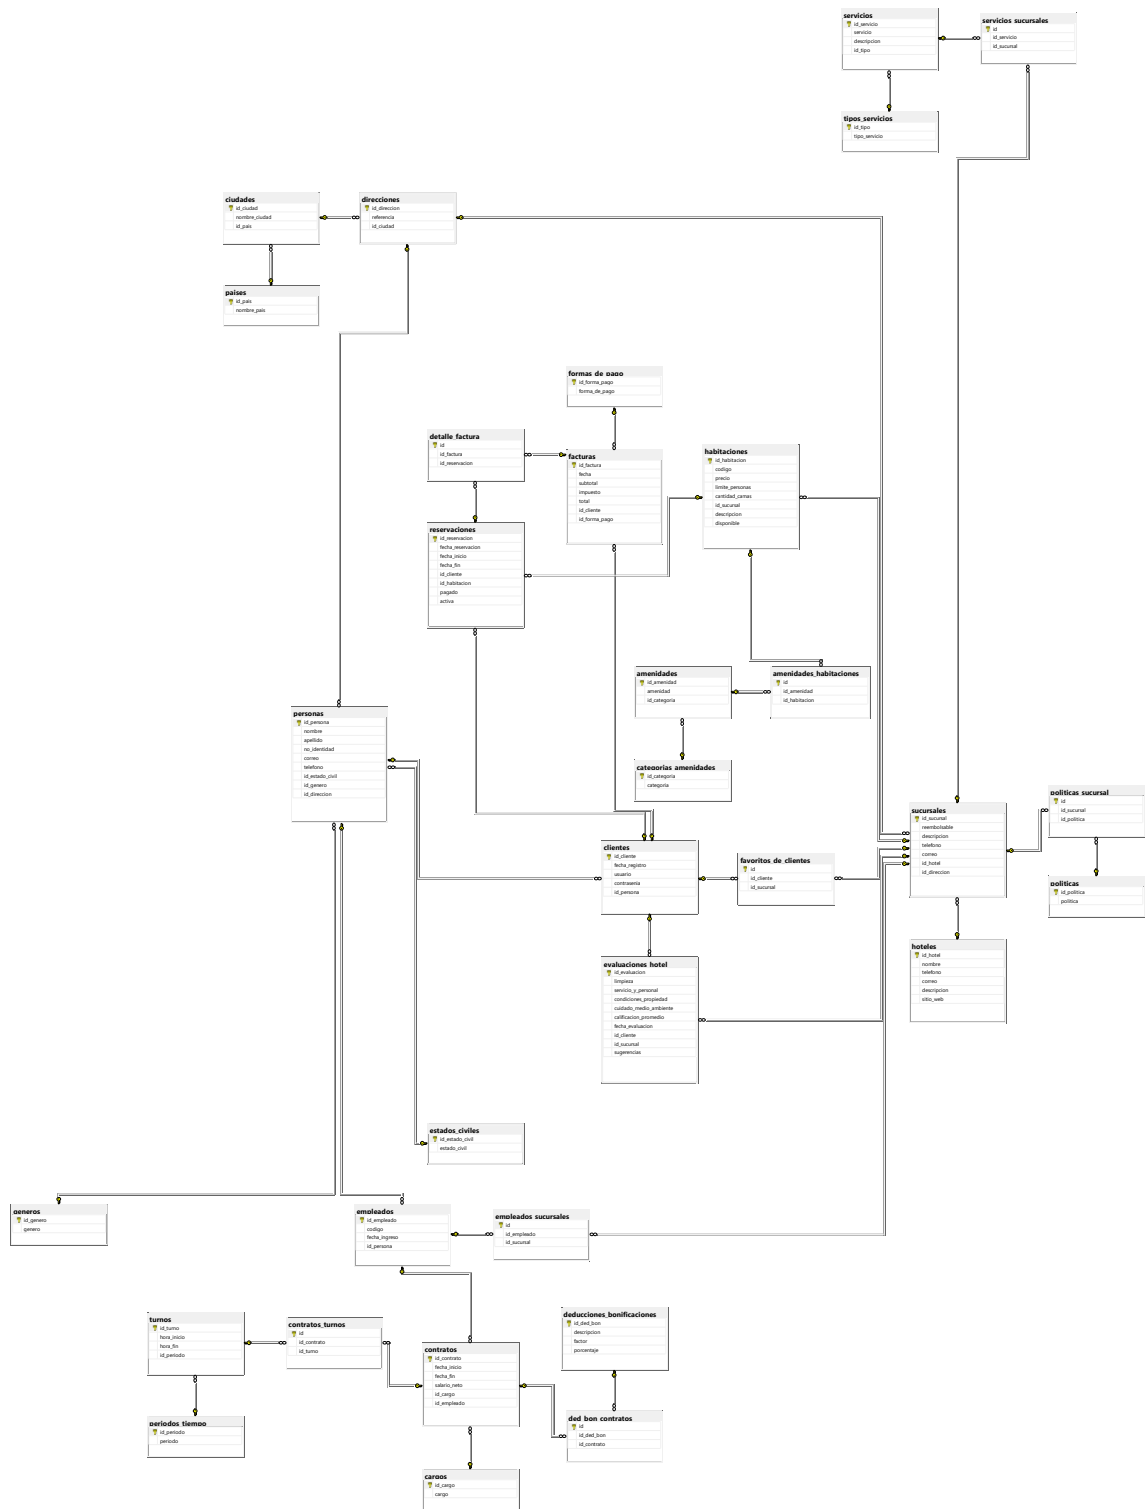 servicios
id_servicio
servicio
descripcion
id_tipo
servicios_sucursales
id
id_servicio
id_sucursal
tipos_servicios
id_tipo
tipo_servicio
ciudades
id_ciudad
nombre_ciudad
id_pais
direcciones
id_direccion
referencia
id_ciudad
paises
id_pais
nombre_pais
formas_de_pago
id_forma_pago
forma_de_pago
detalle_factura
id
id_factura
id_reservacion
facturas
id_factura
fecha
subtotal
impuesto
total
id_cliente
id_forma_pago
habitaciones
id_habitacion
codigo
precio
limite_personas
cantidad_camas
id_sucursal
descripcion
disponible
reservaciones
id_reservacion
fecha_reservacion
fecha_inicio
fecha_fin
id_cliente
id_habitacion
pagado
activa
amenidades
id_amenidad
amenidad
id_categoria
amenidades_habitaciones
id
id_amenidad
id_habitacion
personas
id_persona
nombre
apellido
no_identidad
correo
telefono
id_estado_civil
id_genero
id_direccion
categorias_amenidades
id_categoria
categoria
sucursales
id_sucursal
reembolsable
descripcion
telefono
correo
id_hotel
id_direccion
politicas_sucursal
id
id_sucursal
id_politica
clientes
id_cliente
fecha_registro
usuario
contrasenia
id_persona
favoritos_de_clientes
id
id_cliente
id_sucursal
politicas
id_politica
politica
hoteles
id_hotel
nombre
telefono
correo
descripcion
sitio_web
evaluaciones_hotel
id_evaluacion
limpieza
servicio_y_personal
condiciones_propiedad
cuidado_medio_ambiente
calificacion_promedio
fecha_evaluacion
id_cliente
id_sucursal
sugerencias
estados_civiles
id_estado_civil
estado_civil
generos
id_genero
genero
empleados
id_empleado
codigo
fecha_ingreso
id_persona
empleados_sucursales
id
id_empleado
id_sucursal
turnos
id_turno
hora_inicio
hora_fin
id_periodo
contratos_turnos
id
id_contrato
id_turno
deducciones_bonificaciones
id_ded_bon
descripcion
factor
porcentaje
contratos
id_contrato
fecha_inicio
fecha_fin
salario_neto
id_cargo
id_empleado
periodos_tiempo
id_periodo
periodo
ded_bon_contratos
id
id_ded_bon
id_contrato
cargos
id_cargo
cargo